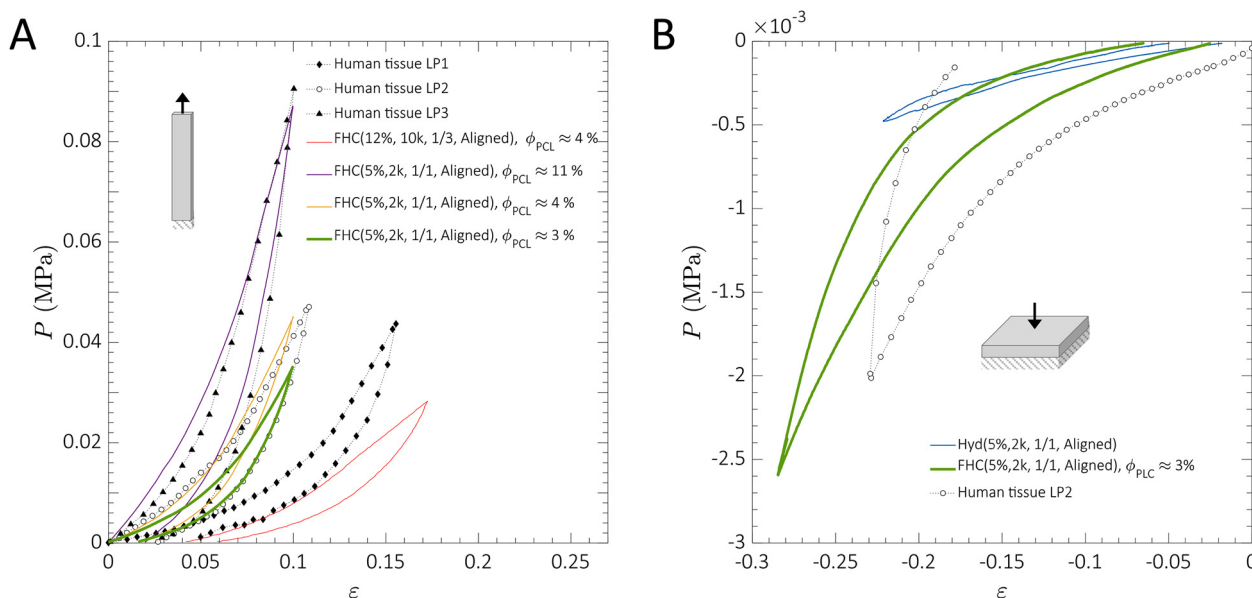 A
0.1
0.08
0.06
0.04
0.02
0
P (MPa)
0
0.05
0.1
0.15
0.2
0.25
ε
Human tissue LP1
Human tissue LP2
Human tissue LP3
FHC(12%, 10k, 1/3, Aligned), ϕPCL ≈ 4 %
FHC(5%,2k, 1/1, Aligned), ϕPCL ≈ 11 %
FHC(5%,2k, 1/1, Aligned), ϕPCL ≈ 4 %
FHC(5%,2k, 1/1, Aligned), ϕPCL ≈ 3 %
B
×10⁻³
0
-0.5
-1
-1.5
-2
-2.5
-3
P (MPa)
-0.3
-0.25
-0.2
-0.15
-0.1
-0.05
0
ε
Hyd(5%,2k, 1/1, Aligned)
FHC(5%,2k, 1/1, Aligned), ϕPLC ≈ 3%
Human tissue LP2